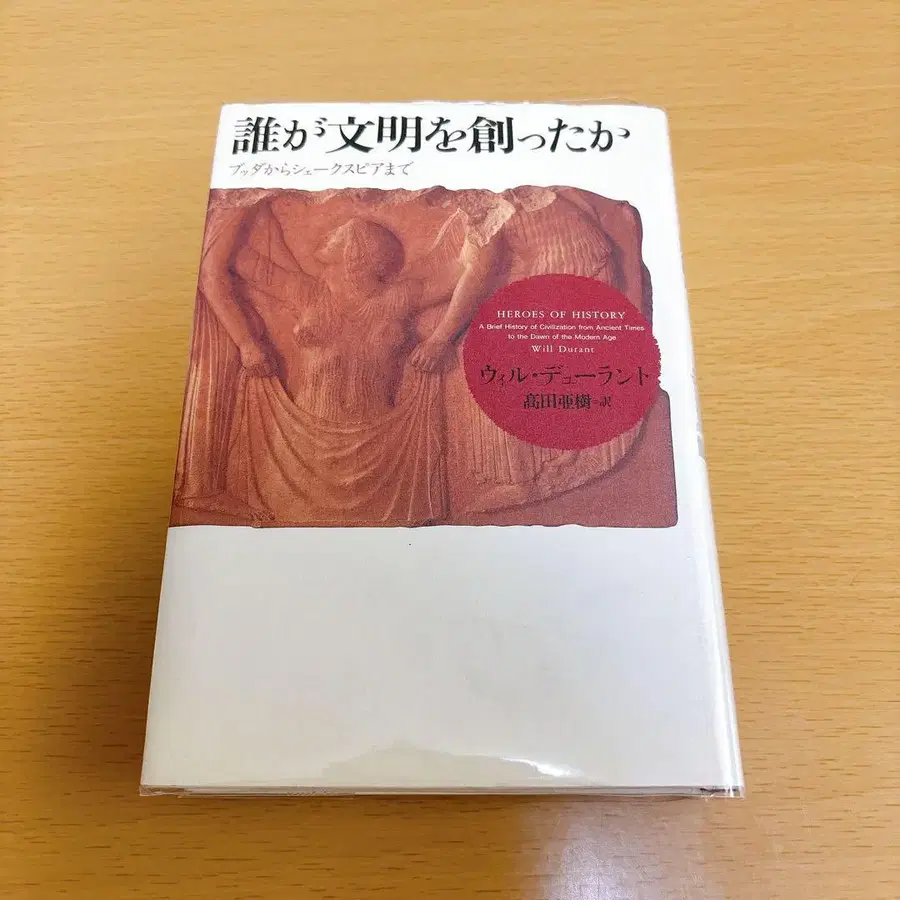 誰が文明を創ったか
ブッダからシェークスピアまで
HEROES OF HISTORY
A Brief History of Civilization from Ancient Times
to the Dawn of the Modern Age
Will Durant
ウィル・デューラント
髙田亜樹・訳